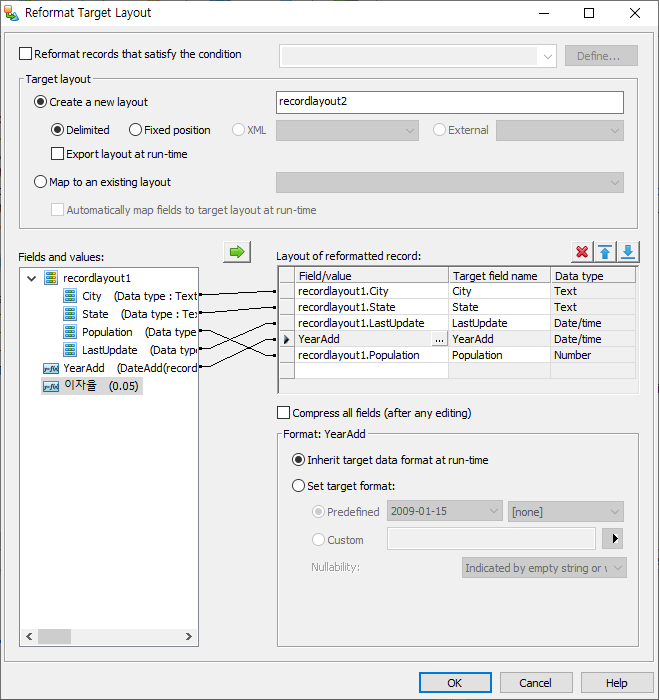 Reformat Target Layout
Reformat records that satisfy the condition
Define...
Target layout
Create a new layout
recordlayout2
Delimited
Fixed position
XML
External
Export layout at run-time
Map to an existing layout
Automatically map fields to target layout at run-time
Fields and values:
recordlayout1
City (Data type : Text
State (Data type : Tex
Population (Data type
LastUpdate (Data typ
YearAdd (DateAdd(record
이자율 (0.05)
Layout of reformatted record:
Field/value Target field name Data type
recordlayout1.City City Text
recordlayout1.State State Text
recordlayout1.LastUpdate LastUpdate Date/time
YearAdd ... YearAdd Date/time
recordlayout1.Population Population Number
Compress all fields (after any editing)
Format: YearAdd
Inherit target data format at run-time
Set target format:
Predefined 2009-01-15 [none]
Custom
Nullability: Indicated by empty string or v
OK Cancel Help